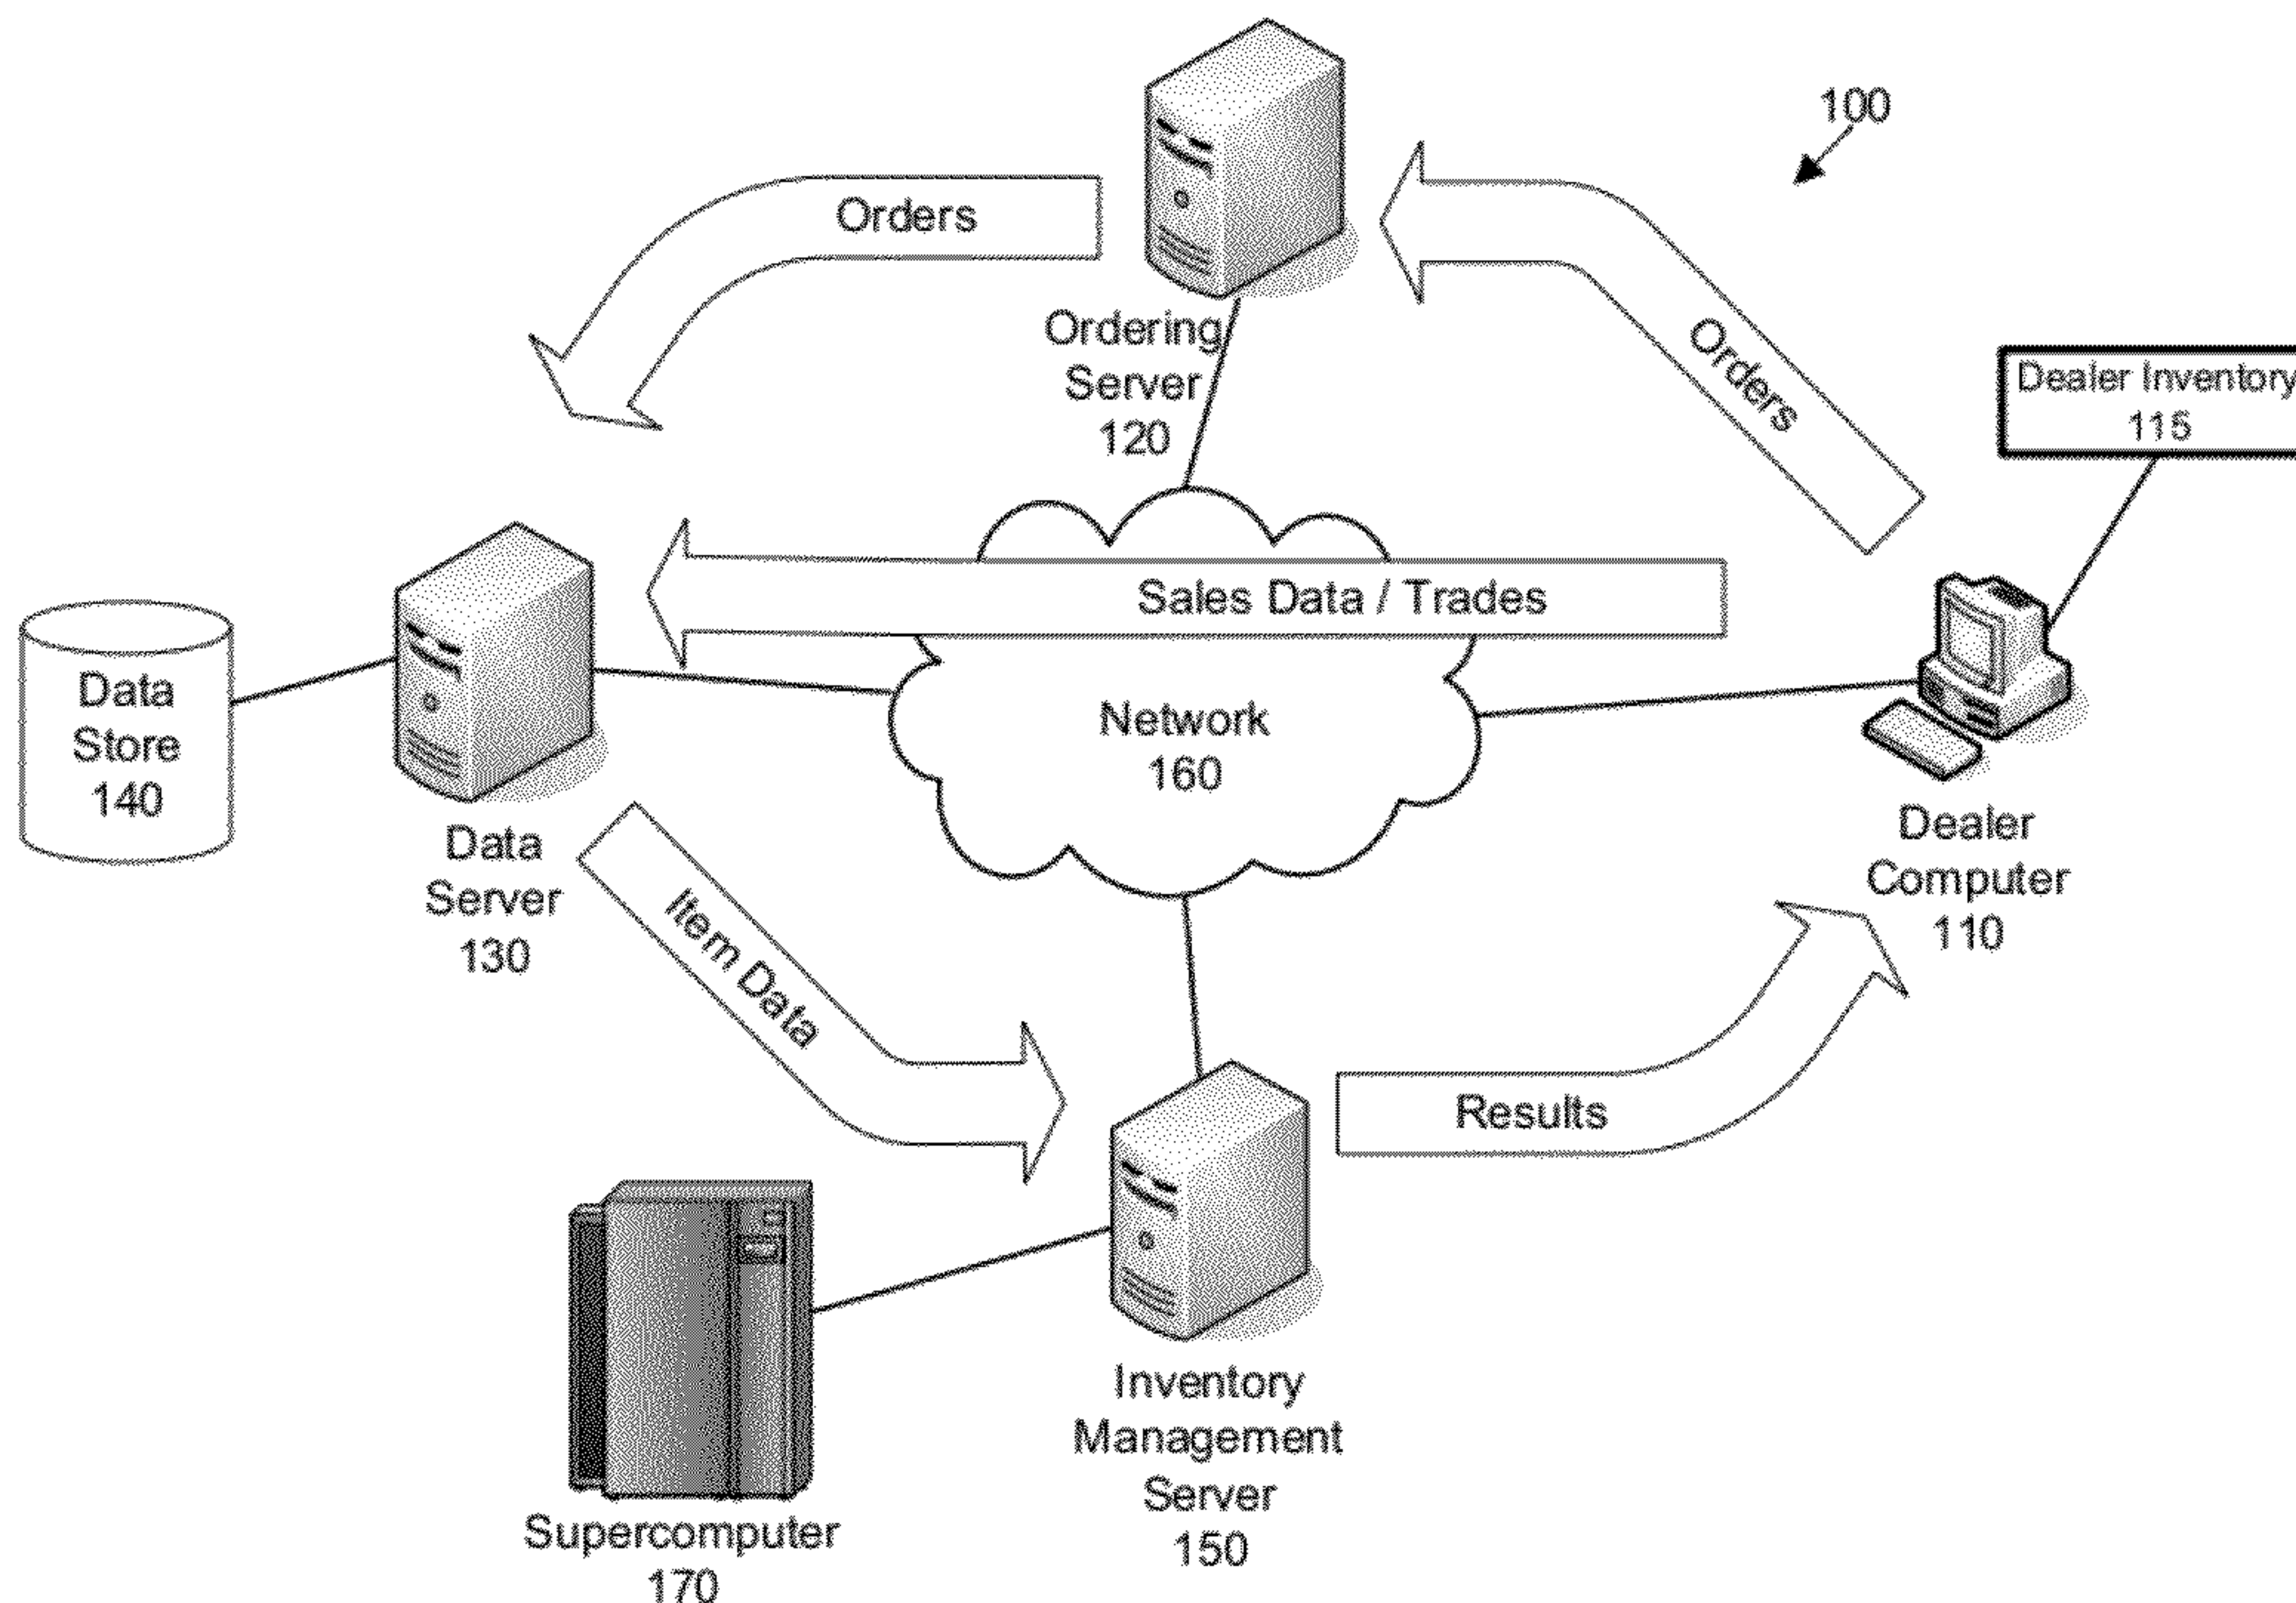 100
Orders
Orders
Ordering
Server
120
Dealer Inventory
115
Sales Data / Trades
Data
Store
140
Network
160
Data
Server
130
Dealer
Computer
110
Item Data
Results
Inventory
Management
Server
150
Supercomputer
170